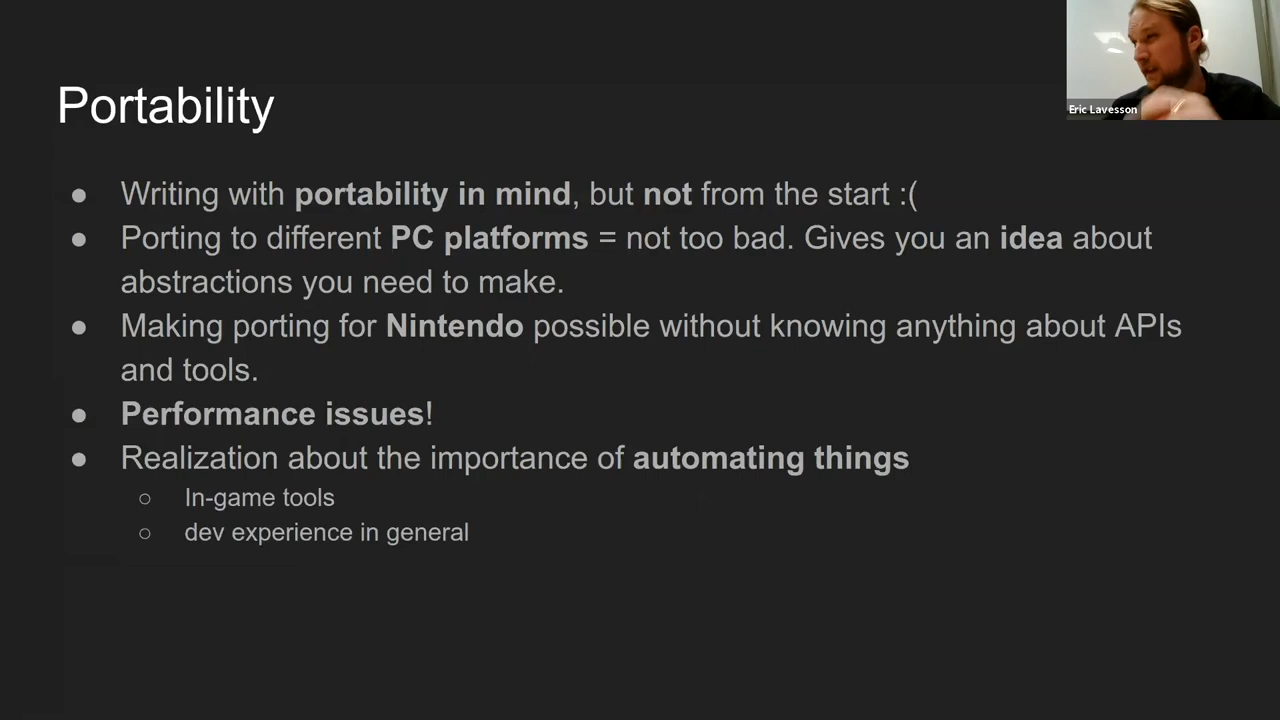 Portability
Eric Lavesson
● Writing with portability in mind, but not from the start :(
● Porting to different PC platforms = not too bad. Gives you an idea about
abstractions you need to make.
● Making porting for Nintendo possible without knowing anything about APIs
and tools.
● Performance issues!
● Realization about the importance of automating things
○ In-game tools
○ dev experience in general